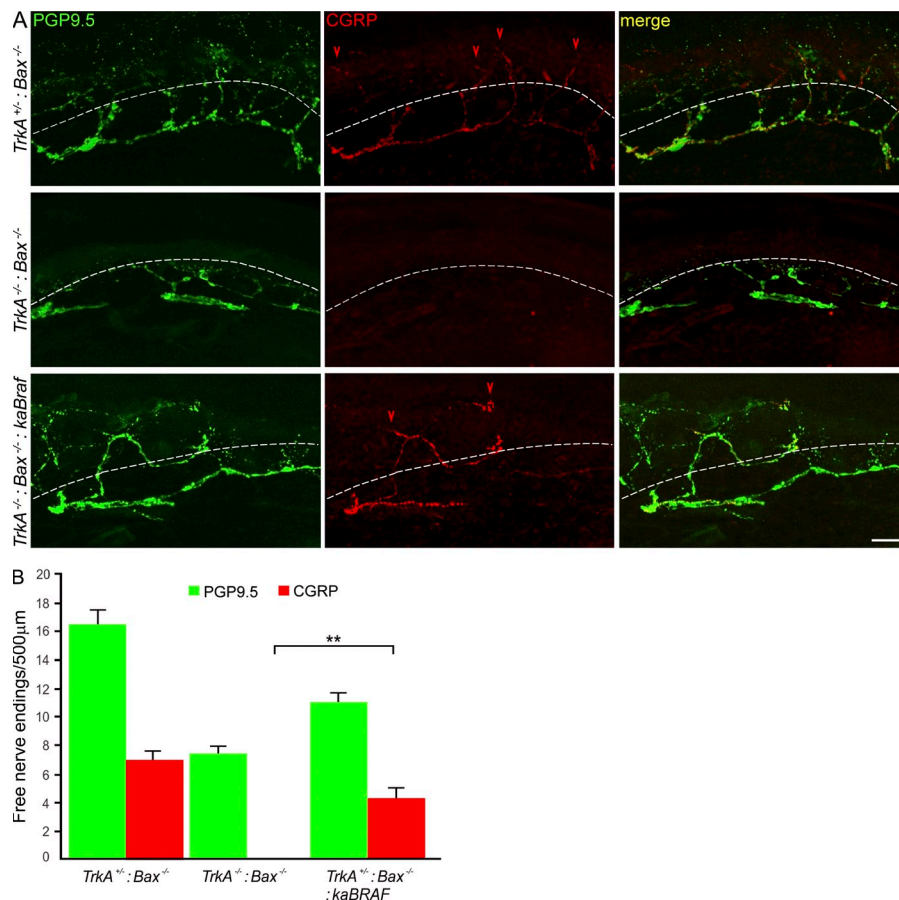 A
PGP9.5 CGRP merge
TrkA+/-: Bax-/-
TrkA-/-: Bax-/-
TrkA-/-: Bax-/-: kaBraf
B
Free nerve endings/500µm
20
18
16
14
12
10
8
6
4
2
0
PGP9.5 CGRP
**
TrkA+/-: Bax-/- TrkA-/-: Bax-/- TrkA+/-: Bax-/-
: kaBRAF